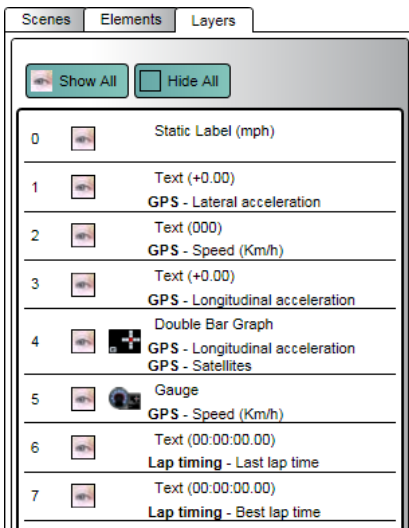 Scenes Elements Layers
Show All Hide All
0 Static Label (mph)
1 Text (+0.00)
GPS - Lateral acceleration
2 Text (000)
GPS - Speed (Km/h)
3 Text (+0.00)
GPS - Longitudinal acceleration
4 Double Bar Graph
GPS - Longitudinal acceleration
GPS - Satellites
5 Gauge
GPS - Speed (Km/h)
6 Text (00:00:00.00)
Lap timing - Last lap time
7 Text (00:00:00.00)
Lap timing - Best lap time